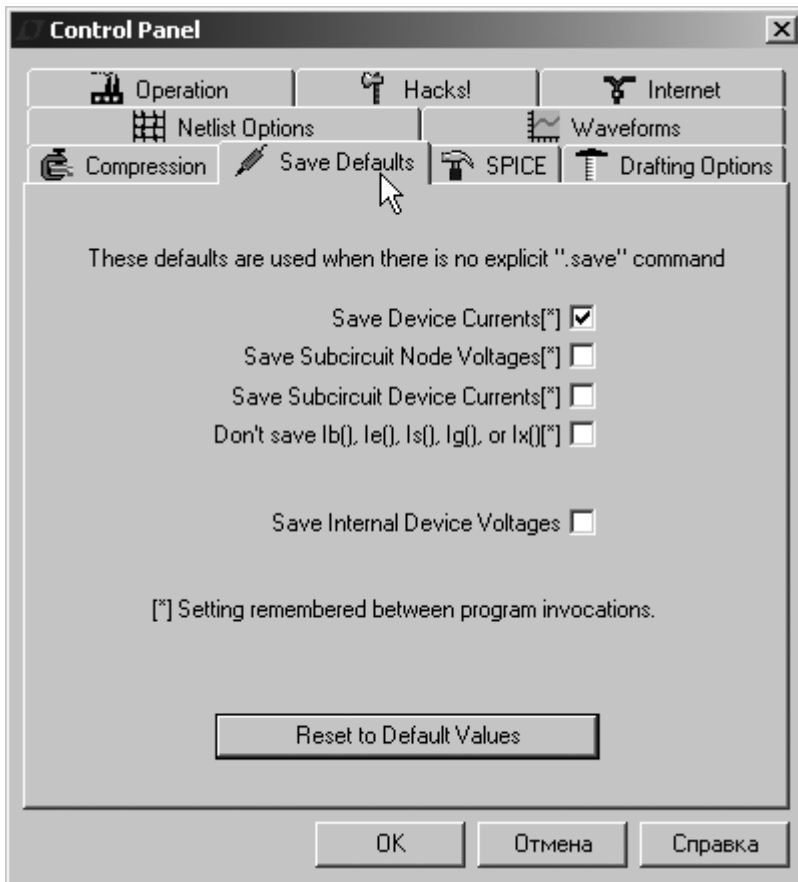 Control Panel
Operation
Hacks!
Internet
Netlist Options
Waveforms
Compression
Save Defaults
SPICE
Drafting Options
These defaults are used when there is no explicit ".save" command
Save Device Currents[*]
Save Subcircuit Node Voltages[*]
Save Subcircuit Device Currents[*]
Don't save Ib(), Ie(), Is(), Ig(), or Ix()[*]
Save Internal Device Voltages
[*] Setting remembered between program invocations.
Reset to Default Values
OK
Отмена
Справка